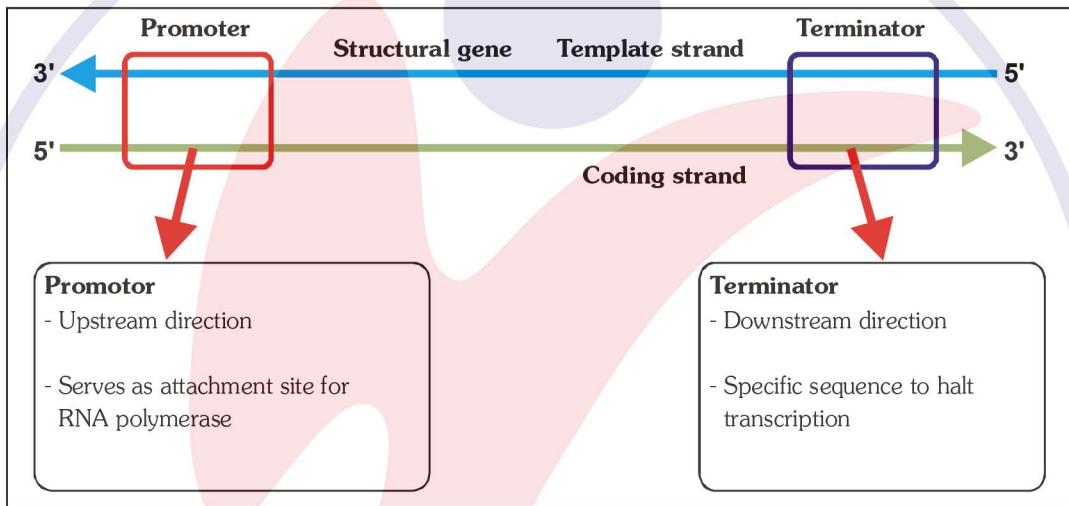 Promoter
Structural gene
Template strand
Terminator
3'
5'
5'
3'
Coding strand
Promotor
- Upstream direction
- Serves as attachment site for
RNA polymerase
Terminator
- Downstream direction
- Specific sequence to halt
transcription